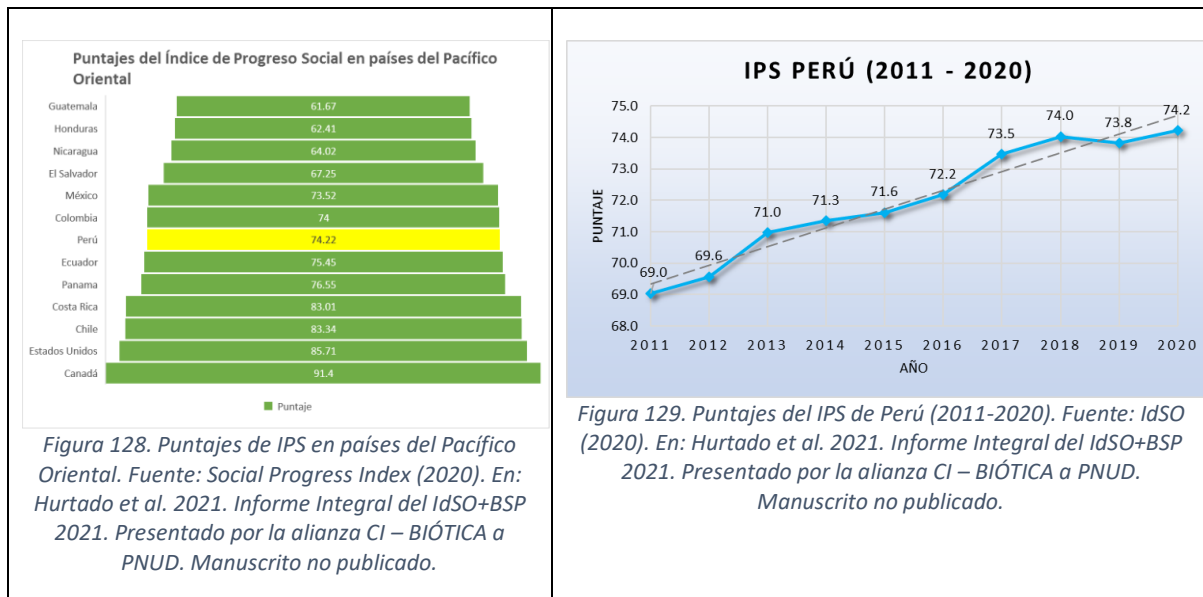 Puntajes del Índice de Progreso Social en países del Pacífico
Oriental
Guatemala 61.67
Honduras 62.41
Nicaragua 64.02
El Salvador 67.25
México 73.52
Colombia 74
Perú 74.22
Ecuador 75.45
Panama 76.55
Costa Rica 83.01
Chile 83.34
Estados Unidos 85.71
Canadá 91.4
Puntaje
Figura 128. Puntajes de IPS en países del Pacífico
Oriental. Fuente: Social Progress Index (2020). En:
Hurtado et al. 2021. Informe Integral del IdSO+BSP
2021. Presentado por la alianza CI – BIÓTICA a
PNUD. Manuscrito no publicado.
IPS PERÚ (2011 - 2020)
PUNTAJE
75.0
74.0
73.0
72.0
71.0
70.0
69.0
68.0
69.0 69.6 71.0 71.3 71.6 72.2 73.5 74.0 73.8 74.2
2011 2012 2013 2014 2015 2016 2017 2018 2019 2020
AÑO
Figura 129. Puntajes del IPS de Perú (2011-2020). Fuente: IdSO
(2020). En: Hurtado et al. 2021. Informe Integral del IdSO+BSP
2021. Presentado por la alianza CI – BIÓTICA a PNUD.
Manuscrito no publicado.